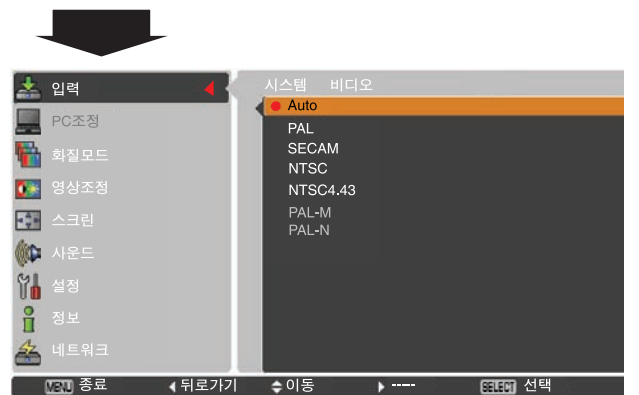 입력
PC조정
화질모드
영상조정
스크린
사운드
설정
정보
네트워크
시스템 비디오
Auto
PAL
SECAM
NTSC
NTSC4.43
PAL-M
PAL-N
MENU 종료 뒤로가기 이동 ----- SELECT 선택